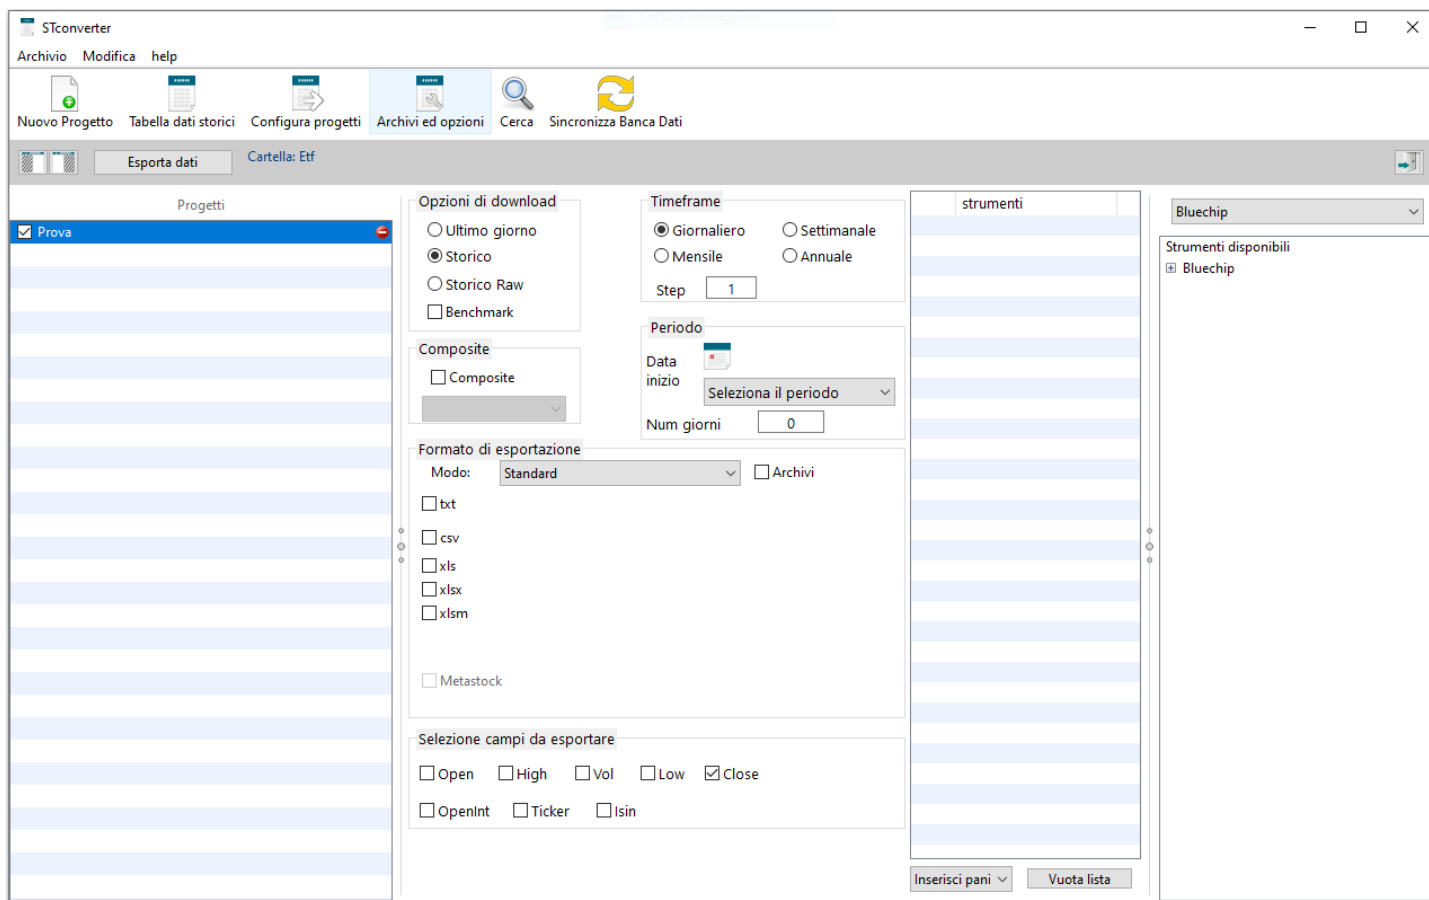 STconverter
Archivio Modifica help
Nuovo Progetto Tabella dati storici Configura progetti Archivi ed opzioni Cerca Sincronizza Banca Dati
Esporta dati Cartella: Etf
Progetti
Prova
Opzioni di download
Ultimo giorno
Storico
Storico Raw
Benchmark
Composite
Composite
Timeframe
Giornaliero Settimanale
Mensile Annuale
Step 1
Periodo
Data
inizio
Seleziona il periodo
Num giorni 0
Formato di esportazione
Modo: Standard Archivi
txt
csv
xls
xlsx
xlsm
Metastock
Selezione campi da esportare
Open High Vol Low Close
OpenInt Ticker Isin
strumenti
Inserisci pani Vuota lista
Bluechip
Strumenti disponibili
Bluechip